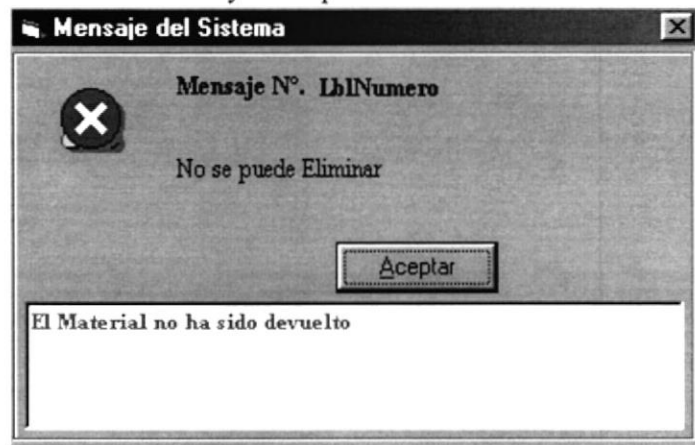 Mensaje del Sistema
Mensaje N°. LblNumero
No se puede Eliminar
Aceptar
El Material no ha sido devuelto